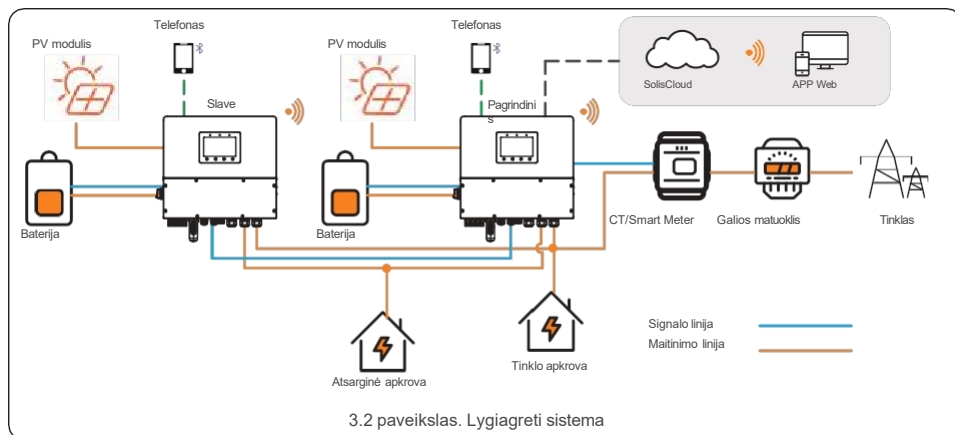 Telefonas
Telefonas
PV modulis
PV modulis
SolisCloud
APP Web
Slave
Pagrindini
s
Baterija
Baterija
CT/Smart Meter
Galios matuoklis
Tinklas
Atsarginė apkrova
Tinklo apkrova
Signalo linija
Maitinimo linija
3.2 paveikslas. Lygiagreti sistema